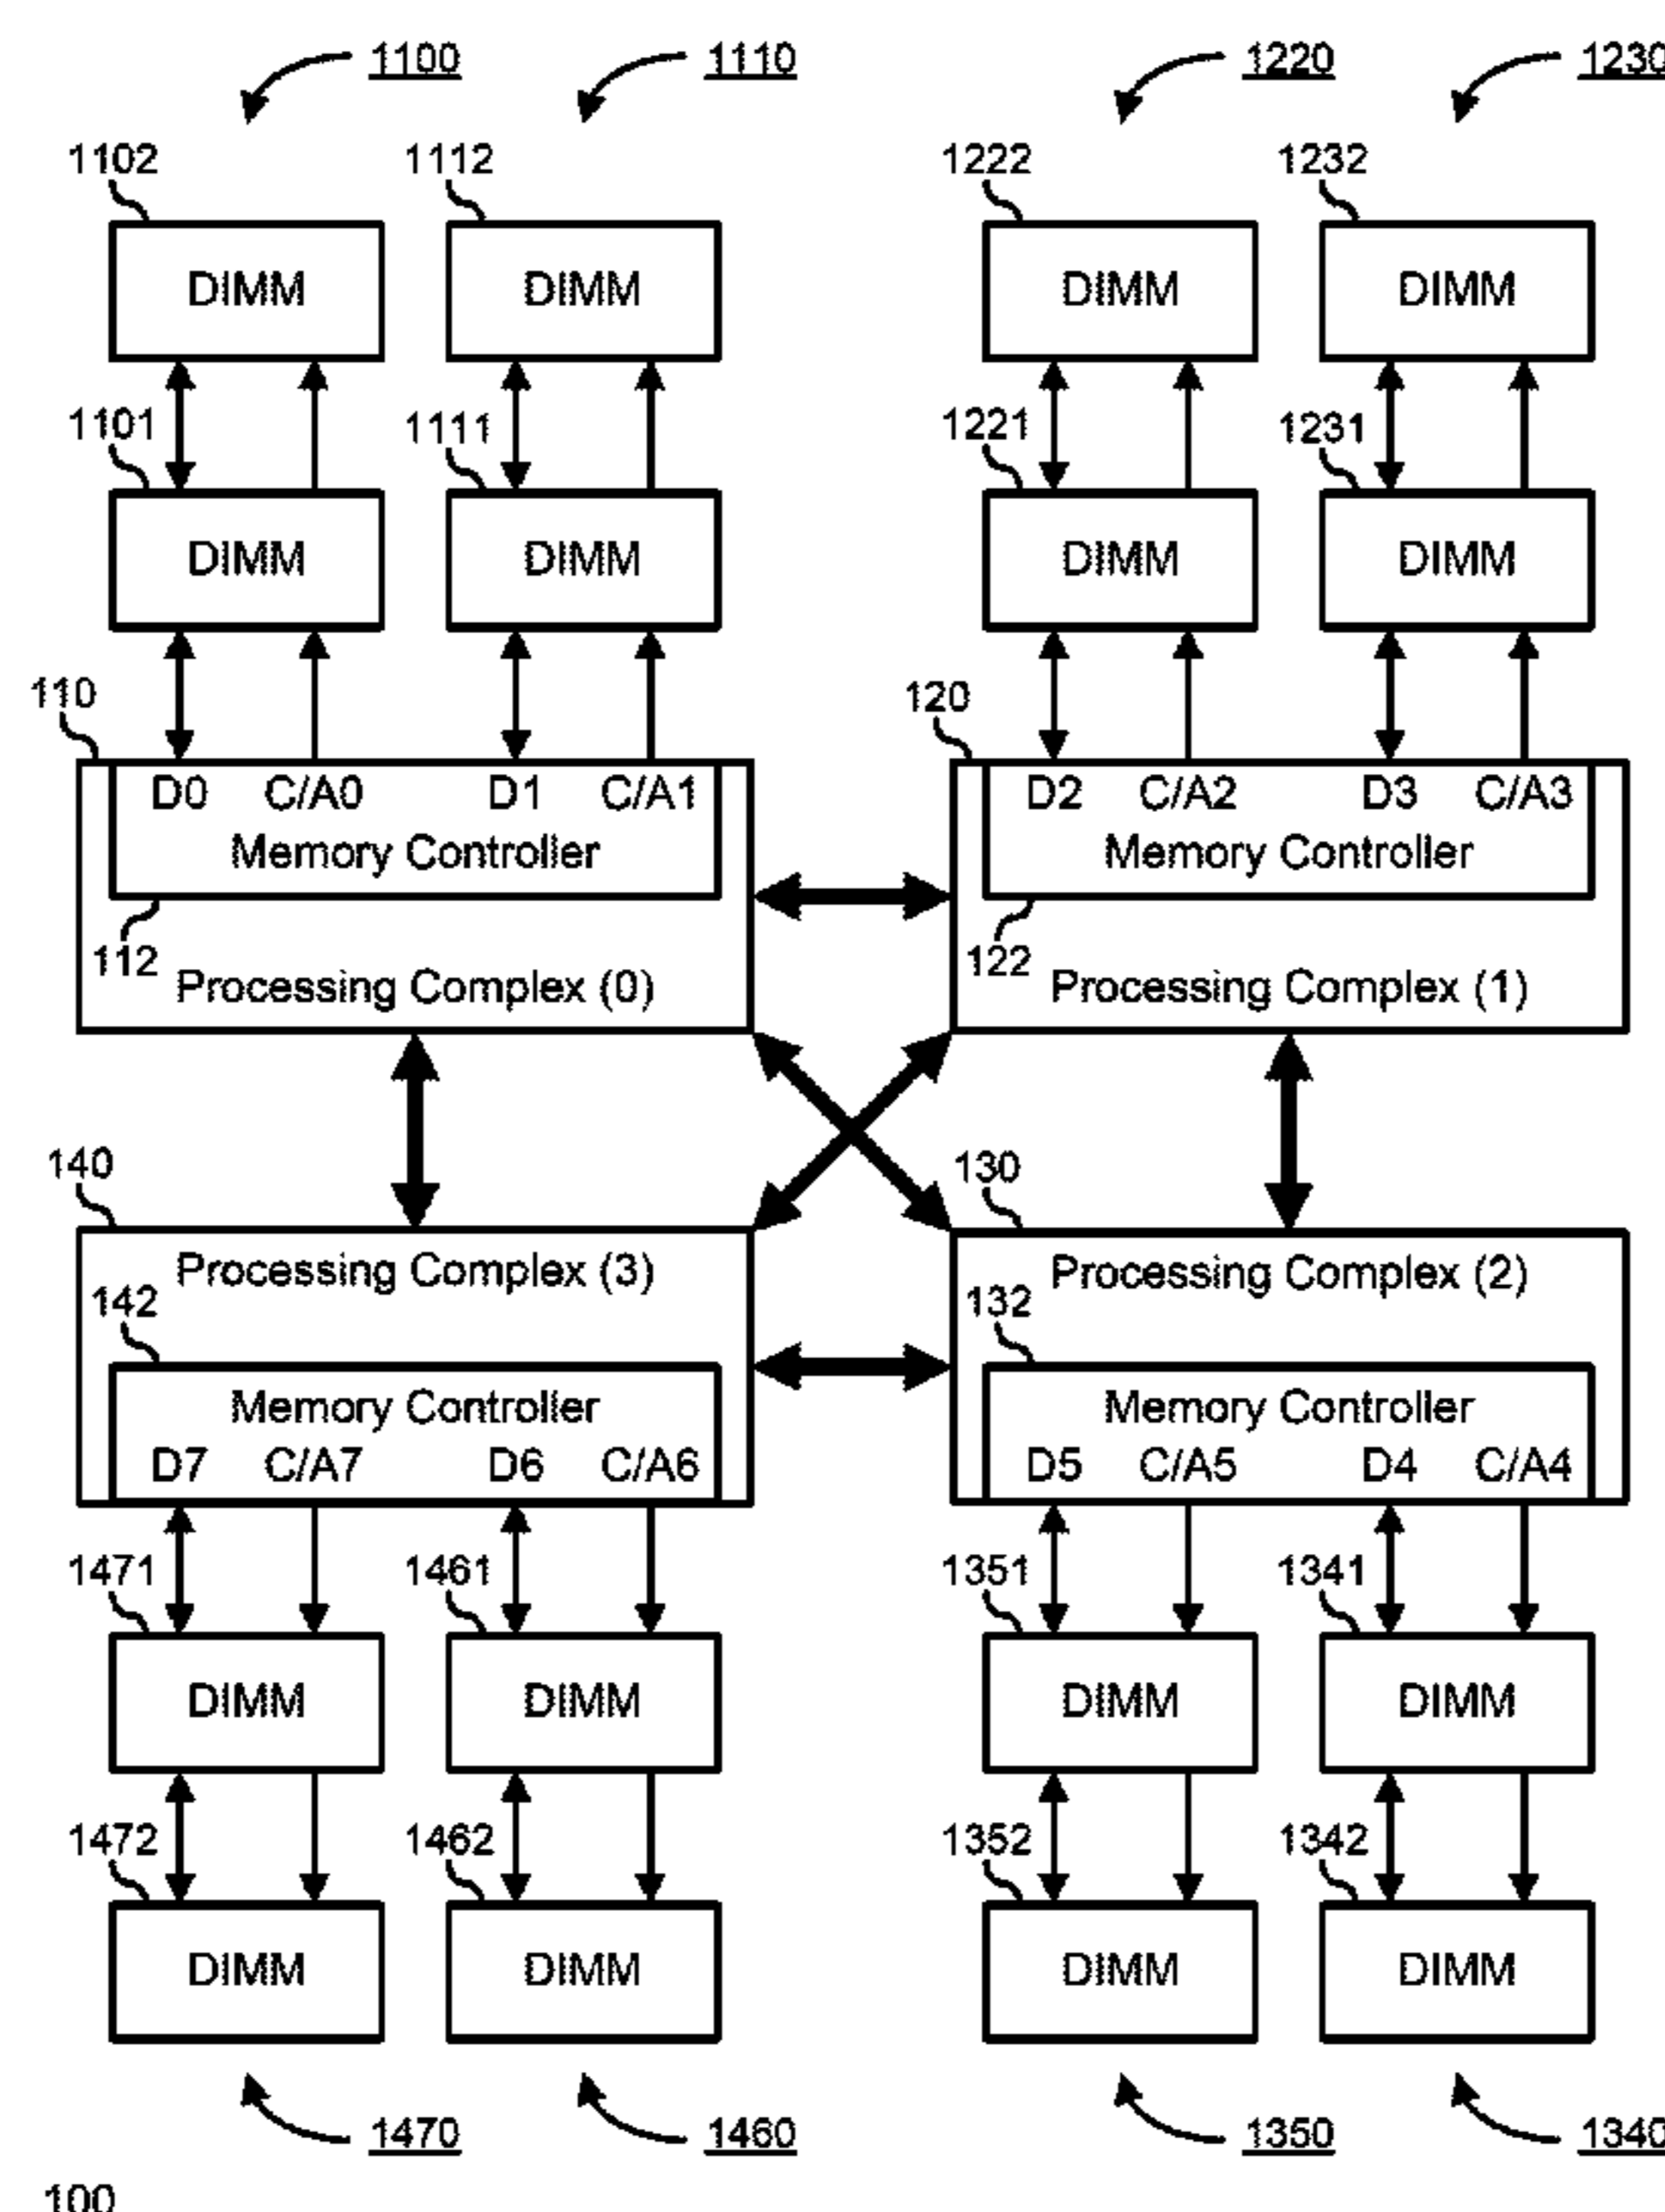 1100 1110 1220 1230
1102 1112 1222 1232
DIMM DIMM DIMM DIMM
1101 1111 1221 1231
DIMM DIMM DIMM DIMM
110 120
D0 C/A0 D1 C/A1 D2 C/A2 D3 C/A3
Memory Controller Memory Controller
112 122
Processing Complex (0) Processing Complex (1)
140 130
Processing Complex (3) Processing Complex (2)
142 132
Memory Controller Memory Controller
D7 C/A7 D6 C/A6 D5 C/A5 D4 C/A4
1471 1461 1351 1341
DIMM DIMM DIMM DIMM
1472 1462 1352 1342
DIMM DIMM DIMM DIMM
1470 1460 1350 1340
100